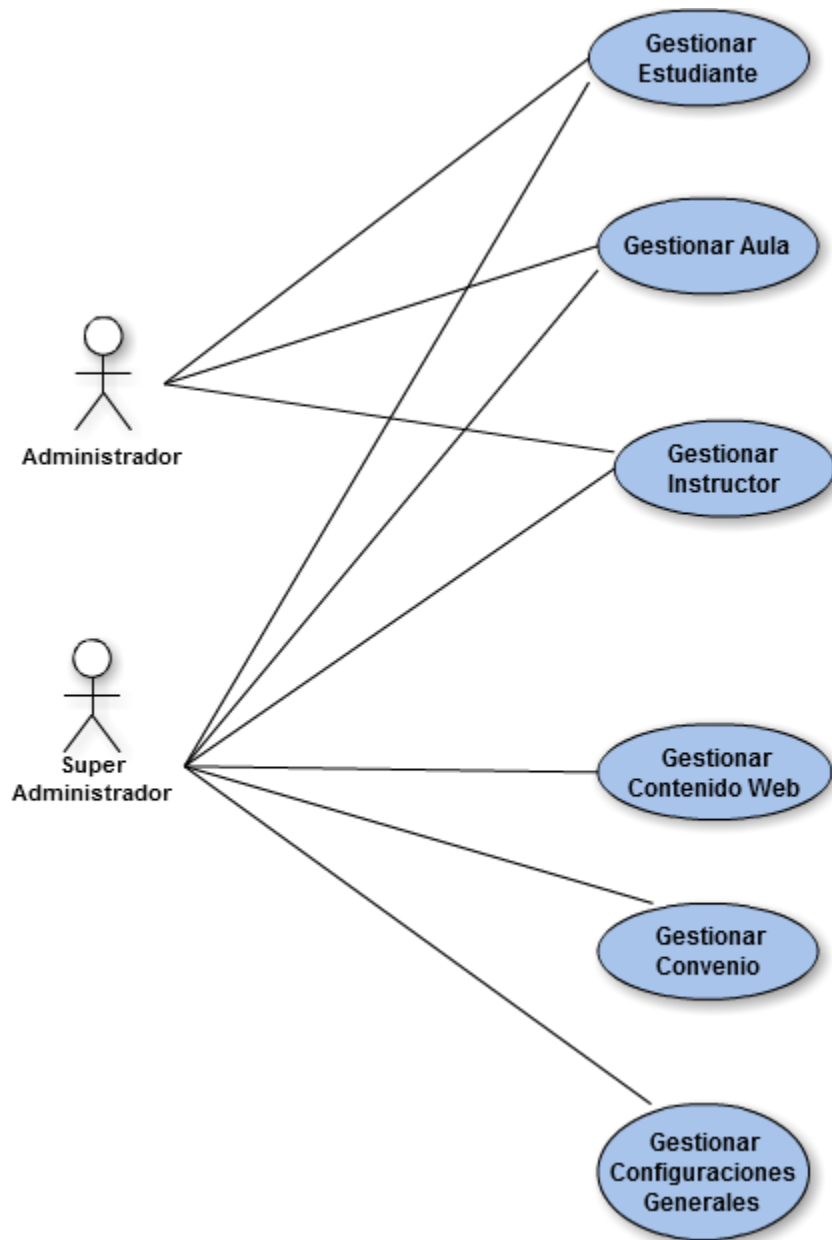 Gestionar
Estudiante
Gestionar Aula
Administrador
Gestionar
Instructor
Super
Administrador
Gestionar
Contenido Web
Gestionar
Convenio
Gestionar
Configuraciones
Generales